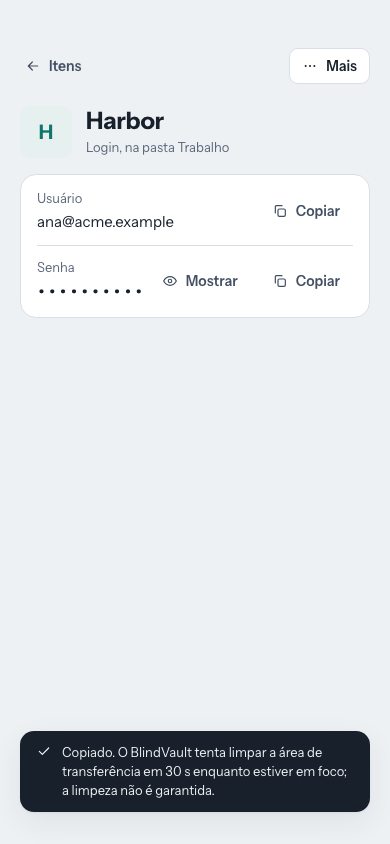 Itens
Mais
H
Harbor
Login, na pasta Trabalho
Usuário
ana@acme.example
Copiar
Senha
••••••••••
Mostrar
Copiar
Copiado. O BlindVault tenta limpar a área de
transferência em 30 s enquanto estiver em foco;
a limpeza não é garantida.